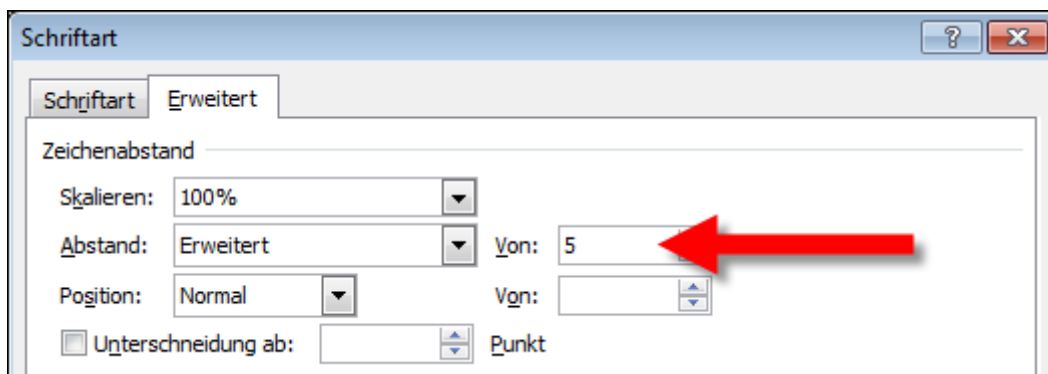 Schriftart
Schriftart Erweitert
Zeichenabstand
Skalieren: 100%
Abstand: Erweitert Von: 5
Position: Normal Von:
Unterschneidung ab: Punkt